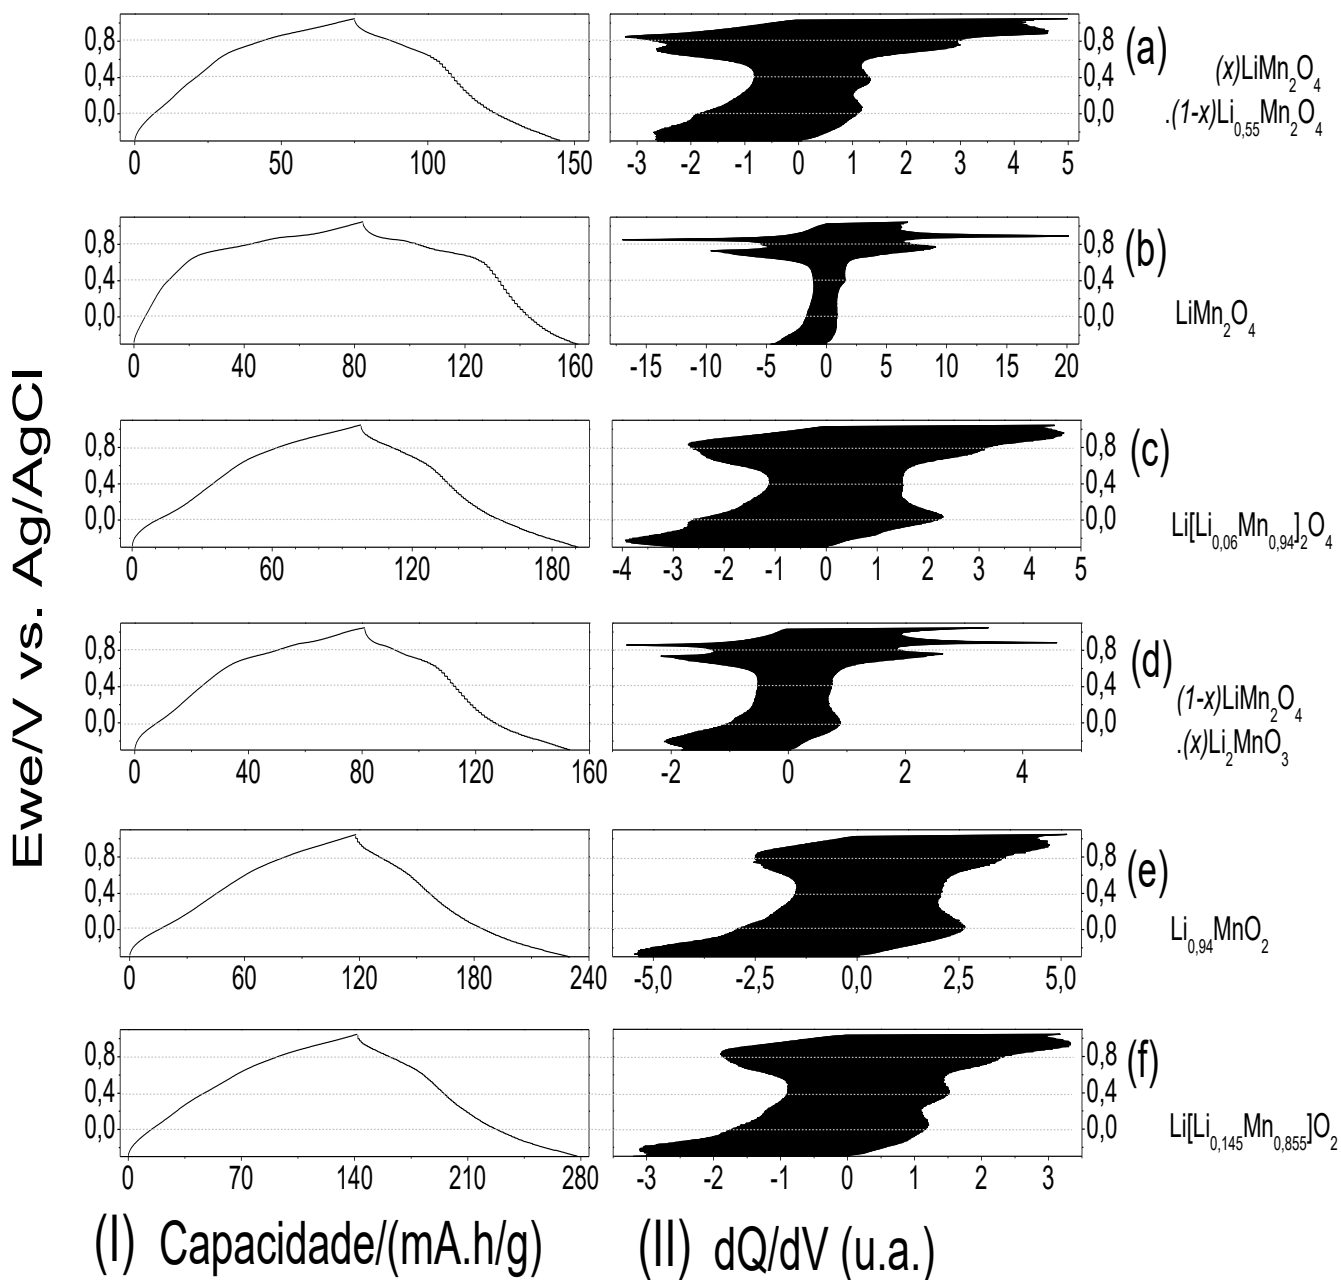 Ewe/V vs. Ag/AgCl
0,8
0,4
0,0
0 50 100 150
-3 -2 -1 0 1 2 3 4 5
0,8
0,4
0,0
(a)
(x)LiMn2O4
.(1-x)Li0,55Mn2O4
0,8
0,4
0,0
0 40 80 120 160
-15 -10 -5 0 5 10 15 20
0,8
0,4
0,0
(b)
LiMn2O4
0,8
0,4
0,0
0 60 120 180
-4 -3 -2 -1 0 1 2 3 4 5
0,8
0,4
0,0
(c)
Li[Li0,06Mn0,94]2O4
0,8
0,4
0,0
0 40 80 120 160
-2 0 2 4
0,8
0,4
0,0
(d)
(1-x)LiMn2O4
.(x)Li2MnO3
0,8
0,4
0,0
0 60 120 180 240
-5,0 -2,5 0,0 2,5 5,0
0,8
0,4
0,0
(e)
Li0,94MnO2
0,8
0,4
0,0
0 70 140 210 280
-3 -2 -1 0 1 2 3
0,8
0,4
0,0
(f)
Li[Li0,145Mn0,855]O2
(I) Capacidade/(mA.h/g)
(II) dQ/dV (u.a.)